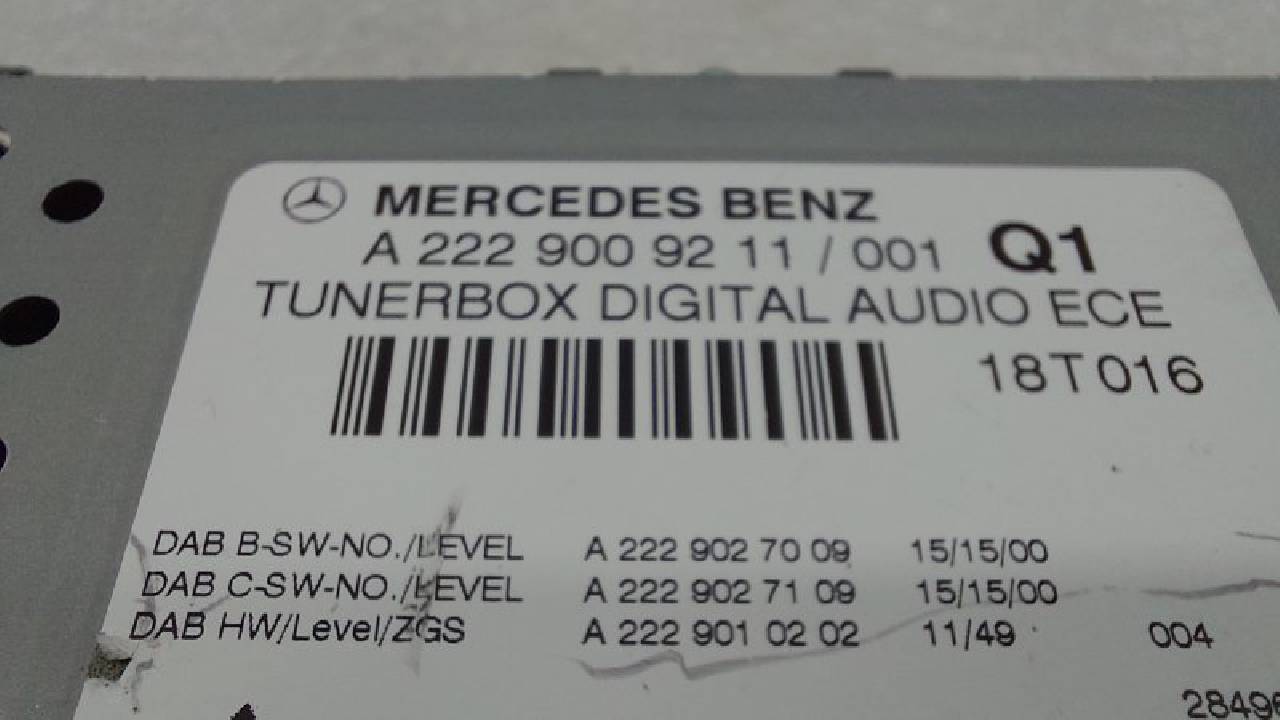 MERCEDES BENZ
A 222 900 92 11 / 001 Q1
TUNERBOX DIGITAL AUDIO ECE
18T016
DAB B-SW-NO./LEVEL A 222 902 70 09 15/15/00
DAB C-SW-NO./LEVEL A 222 902 71 09 15/15/00
DAB HW/Level/ZGS A 222 901 02 02 11/49 004